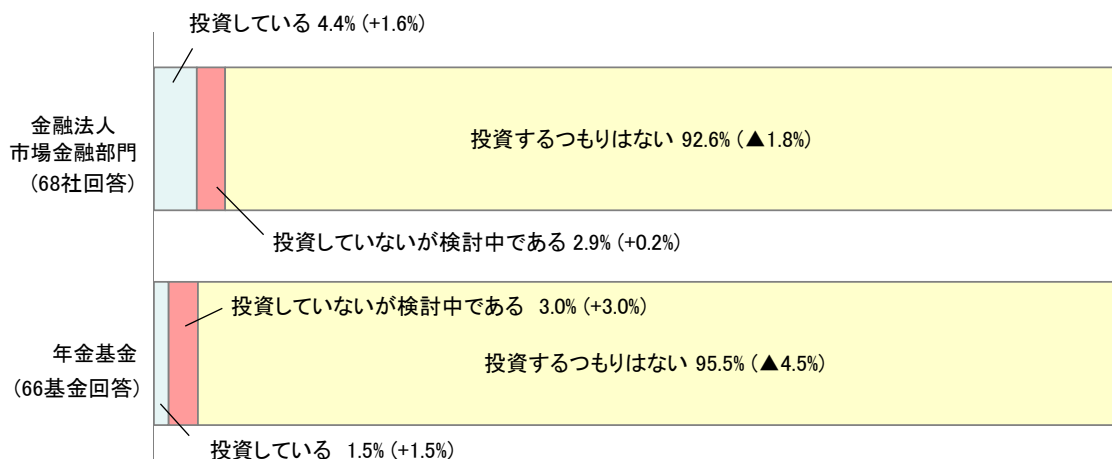 投資している 4.4% (+1.6%)
金融法人
市場金融部門
(68社回答)
投資するつもりはない 92.6% (▲1.8%)
投資していないが検討中である 2.9% (+0.2%)
投資していないが検討中である 3.0% (+3.0%)
年金基金
(66基金回答)
投資するつもりはない 95.5% (▲4.5%)
投資している 1.5% (+1.5%)